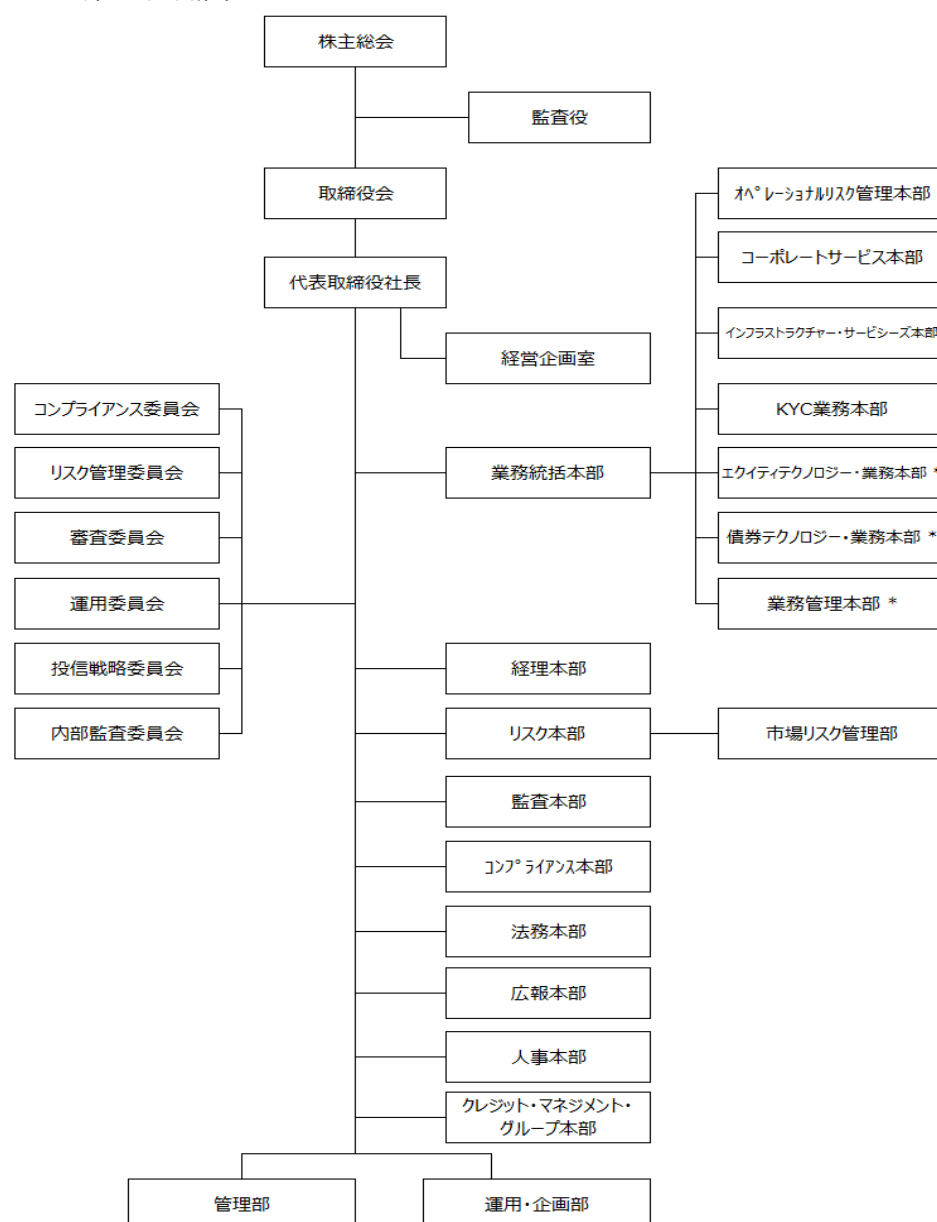 株主総会
監査役
取締役会
代表取締役社長
経営企画室
オペレーショナルリスク管理本部
コーポレートサービス本部
インフラストラクチャー・サービシーズ本部
KYC業務本部
エクイティテクノロジー・業務本部 *
債券テクノロジー・業務本部 *
業務管理本部 *
業務統括本部
コンプライアンス委員会
リスク管理委員会
審査委員会
運用委員会
投信戦略委員会
内部監査委員会
経理本部
リスク本部
市場リスク管理部
監査本部
コンプライアンス本部
法務本部
広報本部
人事本部
クレジット・マネジメント・
グループ本部
管理部
運用・企画部